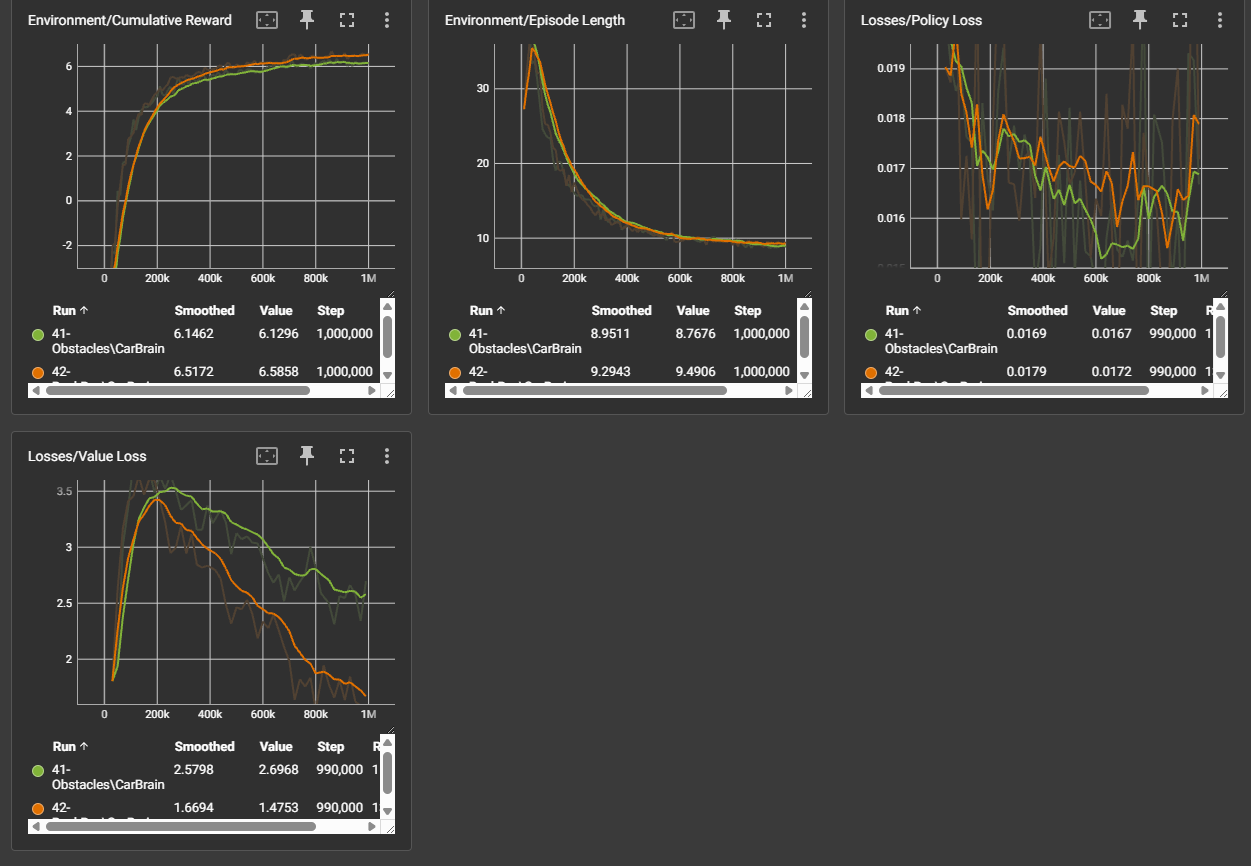 Environment/Cumulative Reward
6
4
2
0
-2
0 200k 400k 600k 800k 1M
Run ↑ Smoothed Value Step
41-
Obstacles\CarBrain 6.1462 6.1296 1,000,000
42- 6.5172 6.5858 1,000,000
Environment/Episode Length
30
20
10
0 200k 400k 600k 800k 1M
Run ↑ Smoothed Value Step
41-
Obstacles\CarBrain 8.9511 8.7676 1,000,000
42- 9.2943 9.4906 1,000,000
Losses/Policy Loss
0.019
0.018
0.017
0.016
0.015
0 200k 400k 600k 800k 1M
Run ↑ Smoothed Value Step R
41-
Obstacles\CarBrain 0.0169 0.0167 990,000 1
42- 0.0179 0.0172 990,000 1
Losses/Value Loss
3.5
3
2.5
2
0 200k 400k 600k 800k 1M
Run ↑ Smoothed Value Step R
41-
Obstacles\CarBrain 2.5798 2.6968 990,000 1
42- 1.6694 1.4753 990,000 1